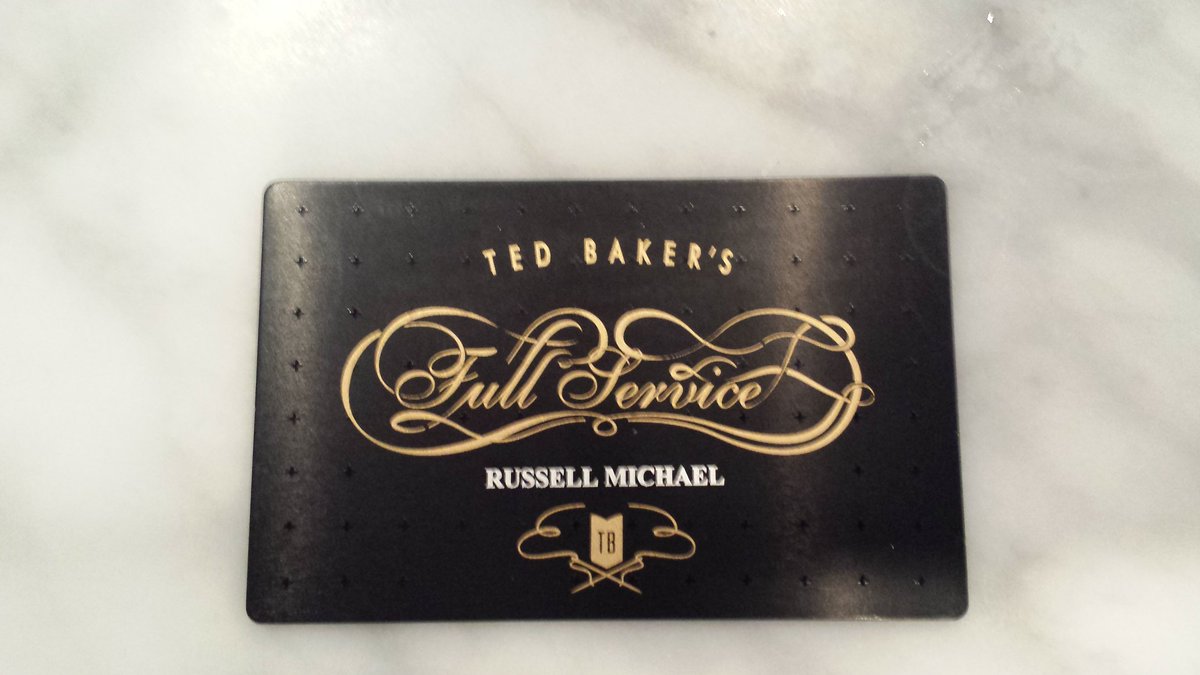 TED BAKER'S
Full Service
RUSSELL MICHAEL
TB